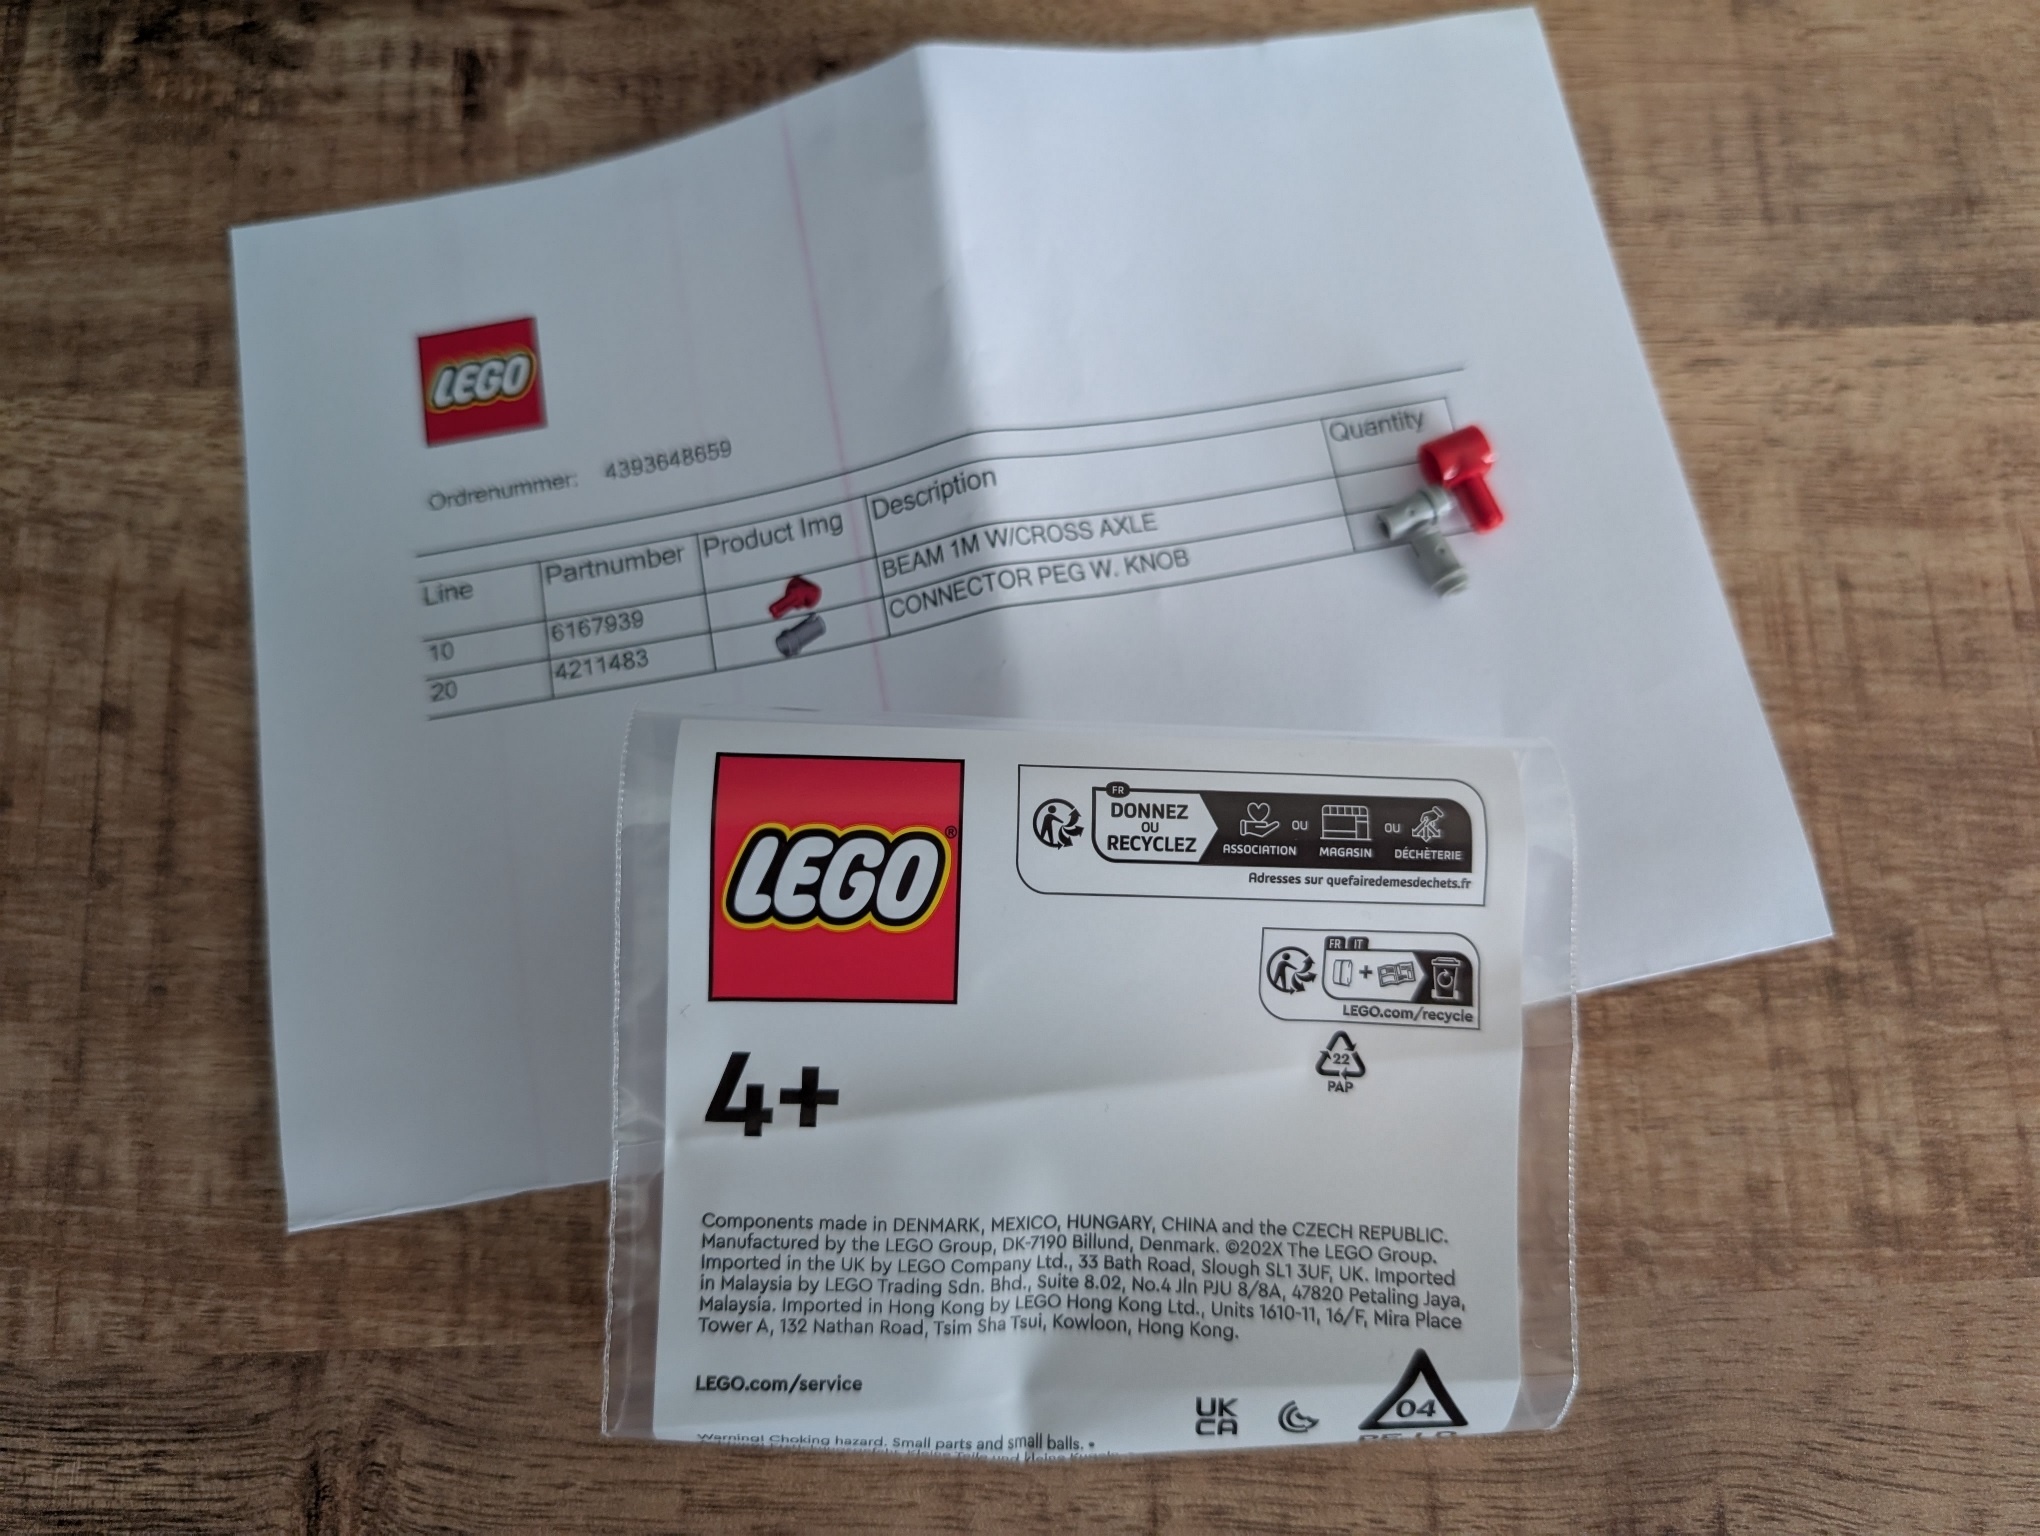 LEGO
Ordrenummer: 4393648659
Line Partnumber Product Img Description Quantity
10 6167939 BEAM 1M W/CROSS AXLE
20 4211483 CONNECTOR PEG W. KNOB
LEGO®
FR
DONNEZ
OU
RECYCLEZ
ASSOCIATION OU MAGASIN OU DÉCHÈTERIE
Adresses sur quefairedemesdechets.fr
FR IT
LEGO.com/recycle
22
PAP
4+
Components made in DENMARK, MEXICO, HUNGARY, CHINA and the CZECH REPUBLIC.
Manufactured by the LEGO Group, DK-7190 Billund, Denmark. ©202X The LEGO Group.
Imported in the UK by LEGO Company Ltd., 33 Bath Road, Slough SL1 3UF, UK. Imported
in Malaysia by LEGO Trading Sdn. Bhd., Suite 8.02, No.4 Jln PJU 8/8A, 47820 Petaling Jaya,
Malaysia. Imported in Hong Kong by LEGO Hong Kong Ltd., Units 1610-11, 16/F, Mira Place
Tower A, 132 Nathan Road, Tsim Sha Tsui, Kowloon, Hong Kong.
LEGO.com/service
UK
CA
04
Warning! Choking hazard. Small parts and small balls. •